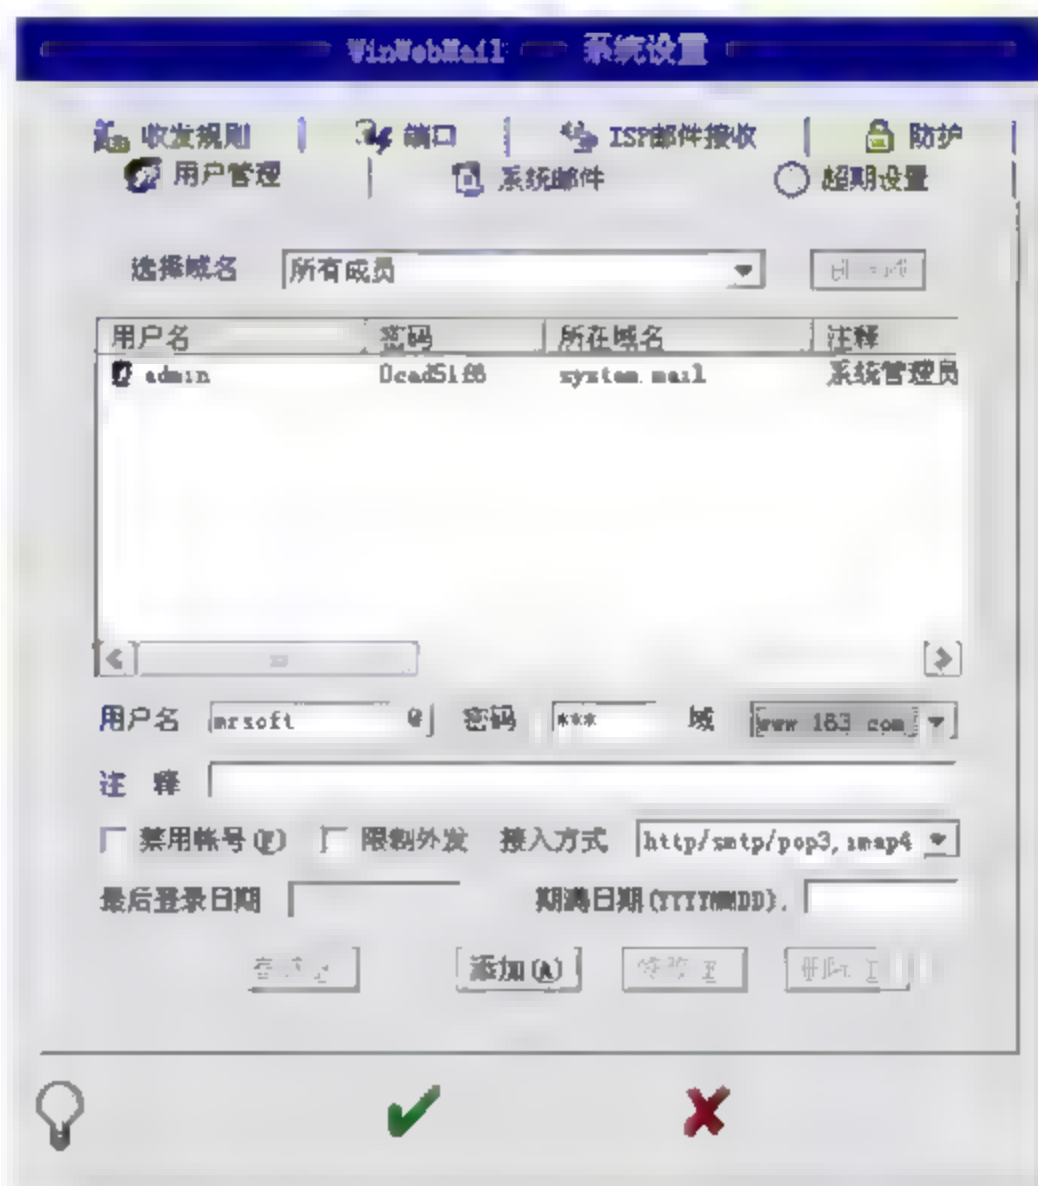 WinWebMail 系统设置
收发规则 端口 ISP邮件接收 防护
用户管理 系统邮件 超期设置
选择域名 所有成员
用户名 密码 所在域名 注释
admin 0cad51f6 system.mail 系统管理员
用户名 mrsoft @ 密码 *** 域 www.163.com
注 释
禁用帐号(F) 限制外发 接入方式 http/smtp/pop3,imap4
最后登录日期 期满日期(YYYYMMDD).
添加(A)